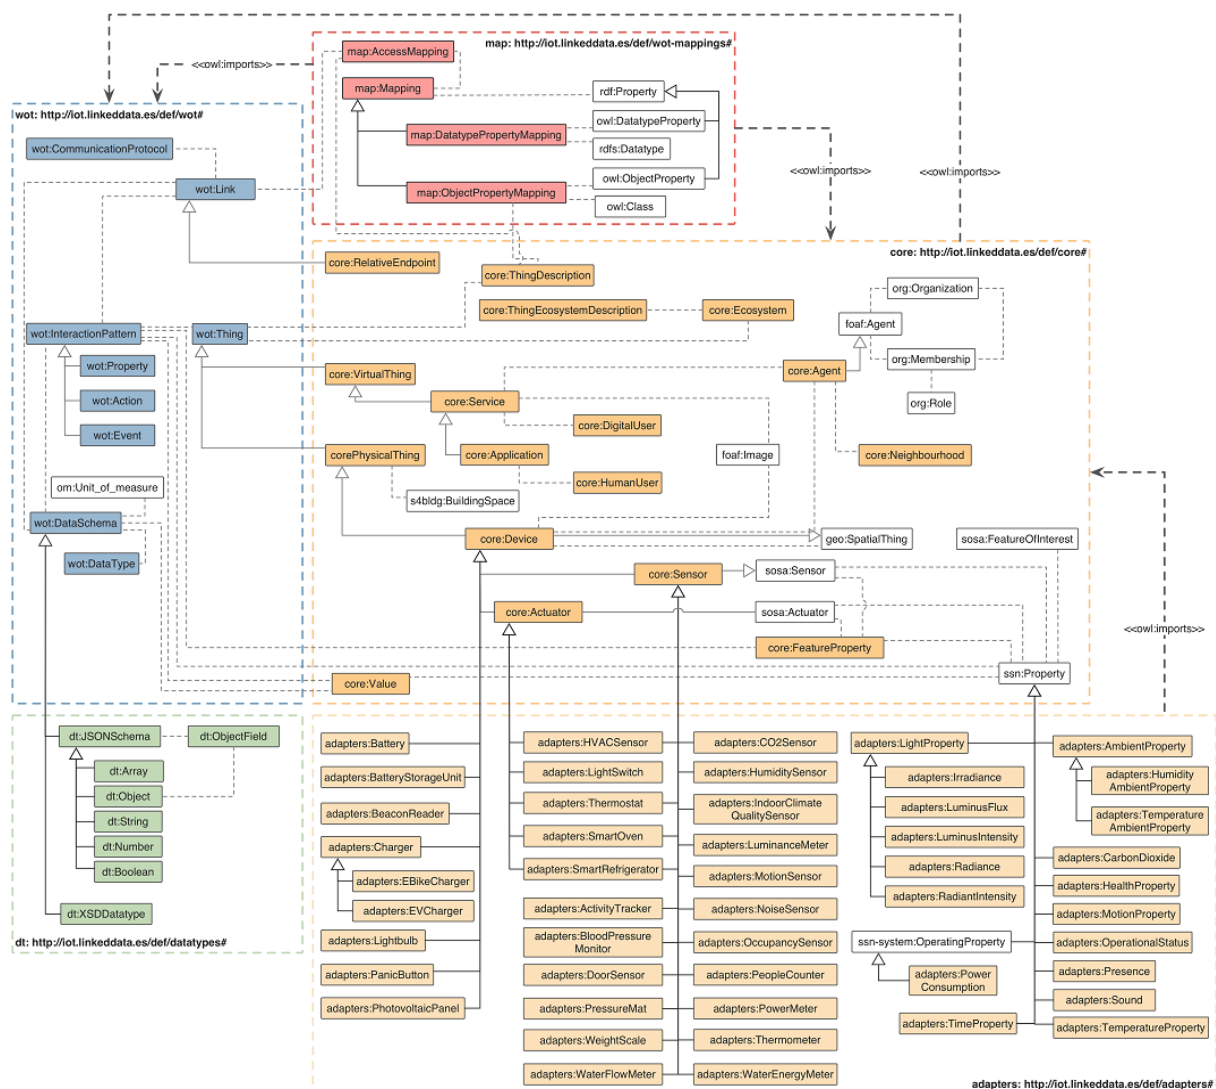 map: http://iot.linkeddata.es/def/wot-mappings#
map:AccessMapping
<<owl:imports>>
map:Mapping
rdf:Property
owl:DatatypeProperty
map:DatatypePropertyMapping
rdfs:Datatype
owl:ObjectProperty
map:ObjectPropertyMapping
owl:Class
<<owl:imports>>
<<owl:imports>>
wot: http://iot.linkeddata.es/def/wot#
wot:CommunicationProtocol
wot:Link
wot:InteractionPattern
wot:Thing
wot:Property
wot:Action
wot:Event
om:Unit_of_measure
wot:DataSchema
wot:DataType
core: http://iot.linkeddata.es/def/core#
core:RelativeEndpoint
core:ThingDescription
org:Organization
core:ThingEcosystemDescription
core:Ecosystem
foaf:Agent
org:Membership
core:VirtualThing
core:Agent
core:Service
org:Role
core:DigitalUser
corePhysicalThing
core:Application
foaf:Image
core:Neighbourhood
core:HumanUser
s4bldg:BuildingSpace
core:Device
geo:SpatialThing
sosa:FeatureOfInterest
core:Sensor
sosa:Sensor
core:Actuator
sosa:Actuator
<<owl:imports>>
core:FeatureProperty
core:Value
ssn:Property
dt:JSONSchema
dt:ObjectField
dt:Array
dt:Object
dt:String
dt:Number
dt:Boolean
dt:XSDDatatype
dt: http://iot.linkeddata.es/def/datatypes#
adapters:Battery
adapters:BatteryStorageUnit
adapters:BeaconReader
adapters:Charger
adapters:EBikeCharger
adapters:EVCharger
adapters:Lightbulb
adapters:PanicButton
adapters:PhotovoltaicPanel
adapters:HVACSensor
adapters:LightSwitch
adapters:Thermostat
adapters:SmartOven
adapters:SmartRefrigerator
adapters:ActivityTracker
adapters:BloodPressure
Monitor
adapters:DoorSensor
adapters:PressureMat
adapters:WeightScale
adapters:WaterFlowMeter
adapters:CO2Sensor
adapters:HumiditySensor
adapters:IndoorClimate
QualitySensor
adapters:LuminanceMeter
adapters:MotionSensor
adapters:NoiseSensor
adapters:OccupancySensor
adapters:PeopleCounter
adapters:PowerMeter
adapters:Thermometer
adapters:WaterEnergyMeter
adapters:LightProperty
adapters:Irradiance
adapters:LuminusFlux
adapters:LuminusIntensity
adapters:Radiance
adapters:RadiantIntensity
ssn-system:OperatingProperty
adapters:Power
Consumption
adapters:TimeProperty
adapters:AmbientProperty
adapters:Humidity
AmbientProperty
adapters:Temperature
AmbientProperty
adapters:CarbonDioxide
adapters:HealthProperty
adapters:MotionProperty
adapters:OperationalStatus
adapters:Presence
adapters:Sound
adapters:TemperatureProperty
adapters: http://iot.linkeddata.es/def/adapters#